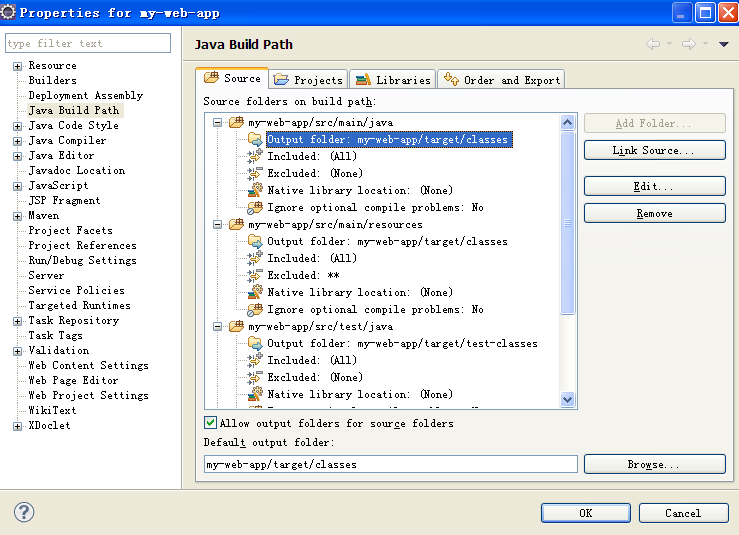 Properties for my-web-app
type filter text
Resource
Builders
Deployment Assembly
Java Build Path
Java Code Style
Java Compiler
Java Editor
Javadoc Location
JavaScript
JSP Fragment
Maven
Project Facets
Project References
Run/Debug Settings
Server
Service Policies
Targeted Runtimes
Task Repository
Task Tags
Validation
Web Content Settings
Web Page Editor
Web Project Settings
WikiText
XDoclet
Java Build Path
Source Projects Libraries Order and Export
Source folders on build path:
my-web-app/src/main/java
Output folder: my-web-app/target/classes
Included: (All)
Excluded: (None)
Native library location: (None)
Ignore optional compile problems: No
my-web-app/src/main/resources
Output folder: my-web-app/target/classes
Included: (All)
Excluded: **
Native library location: (None)
Ignore optional compile problems: No
my-web-app/src/test/java
Output folder: my-web-app/target/test-classes
Included: (All)
Excluded: (None)
Native library location: (None)
Add Folder...
Link Source...
Edit...
Remove
Allow output folders for source folders
Default output folder:
my-web-app/target/classes
Browse...
?
OK Cancel